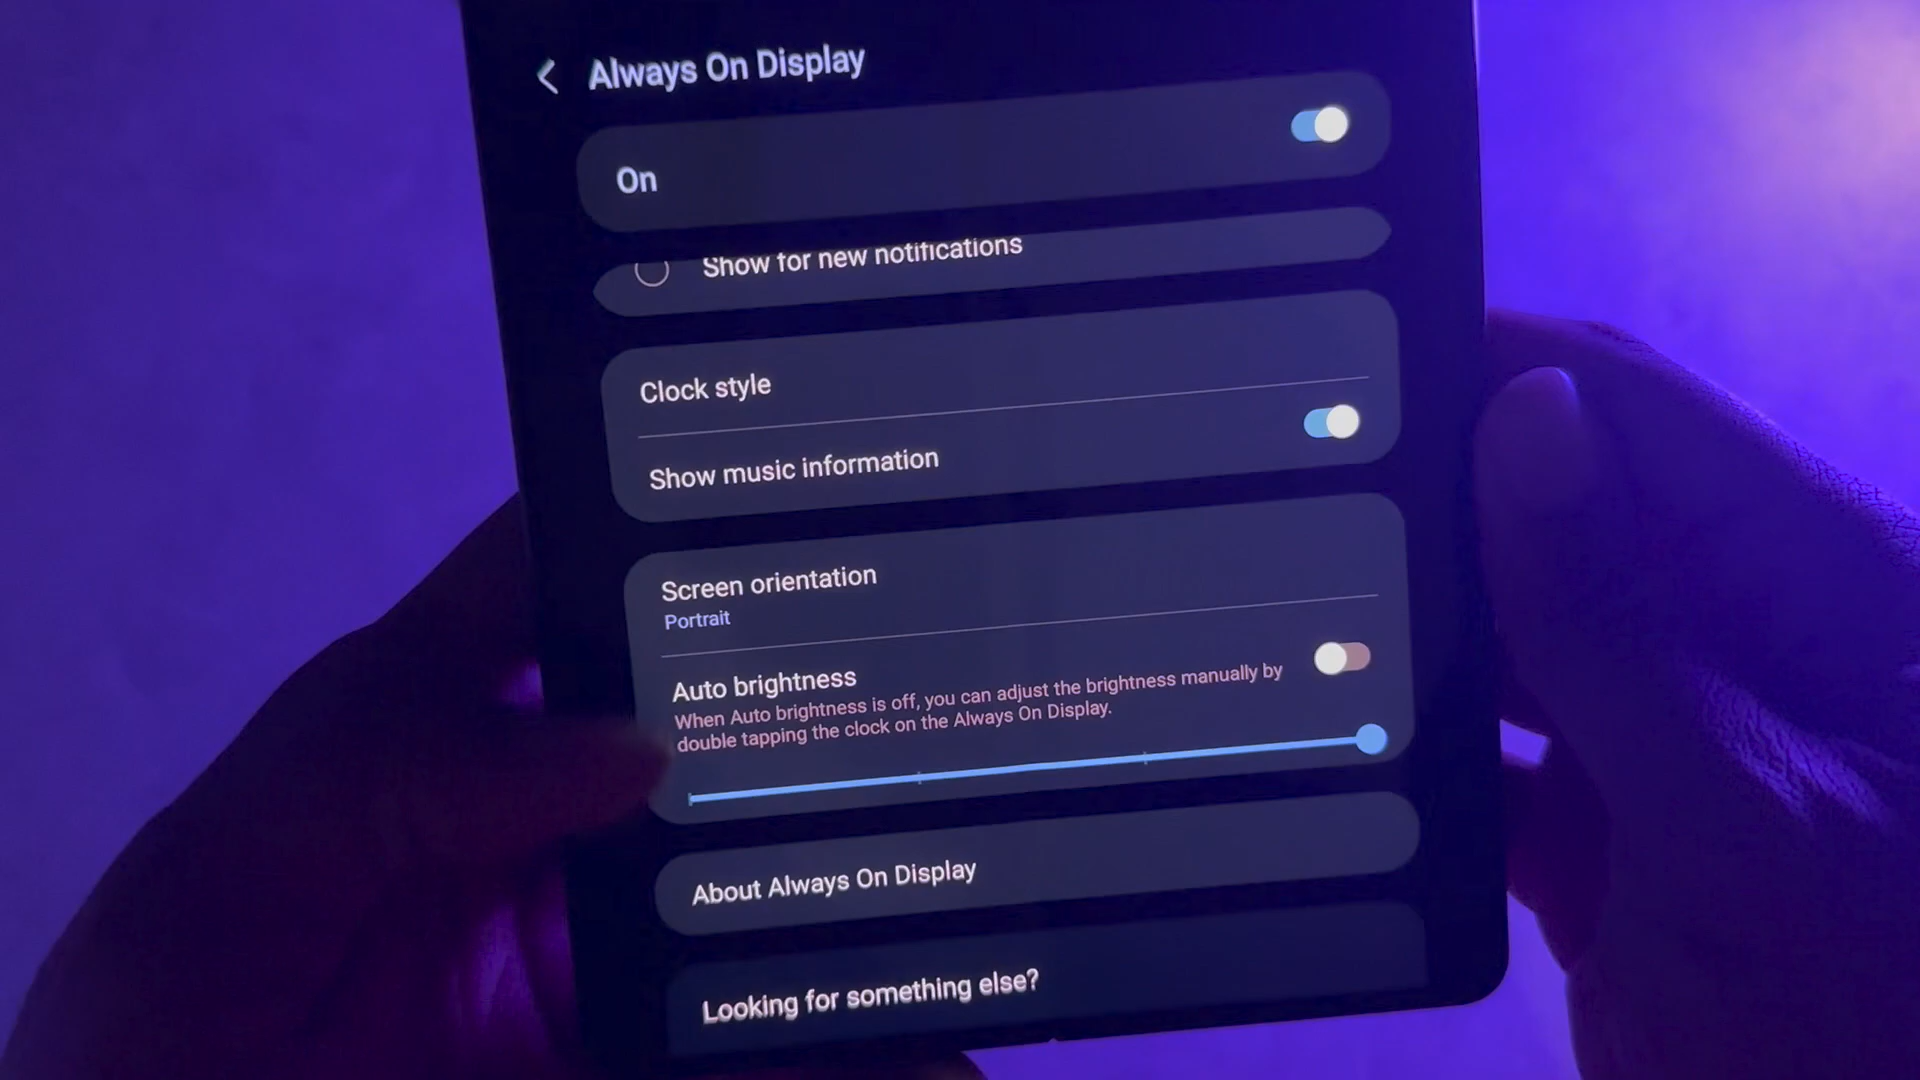 Always On Display
On
Show for new notifications
Clock style
Show music information
Screen orientation
Portrait
Auto brightness
When Auto brightness is off, you can adjust the brightness manually by
double tapping the clock on the Always On Display.
About Always On Display
Looking for something else?